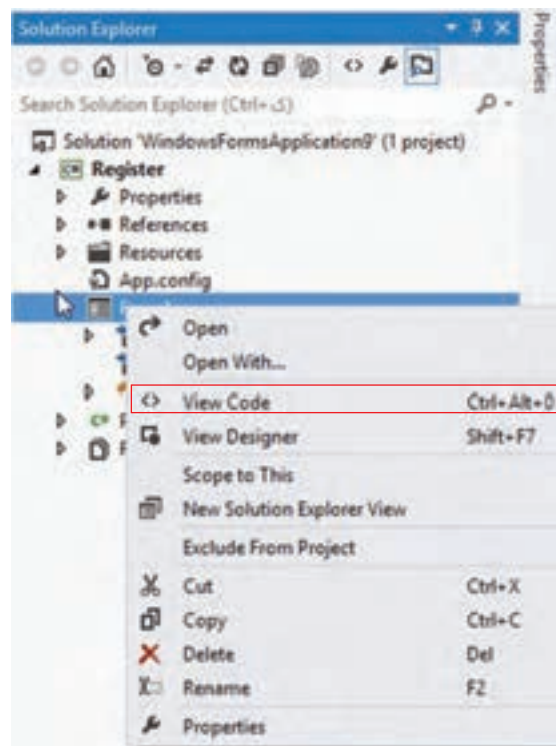 Solution Explorer
Properties
Search Solution Explorer (Ctrl+ک)
Solution 'WindowsFormsApplication9' (1 project)
C#
Register
Properties
References
Resources
App.config
Open
Open With...
View Code Ctrl+Alt+0
View Designer Shift+F7
Scope to This
New Solution Explorer View
Exclude From Project
Cut Ctrl+X
Copy Ctrl+C
Delete Del
Rename F2
Properties